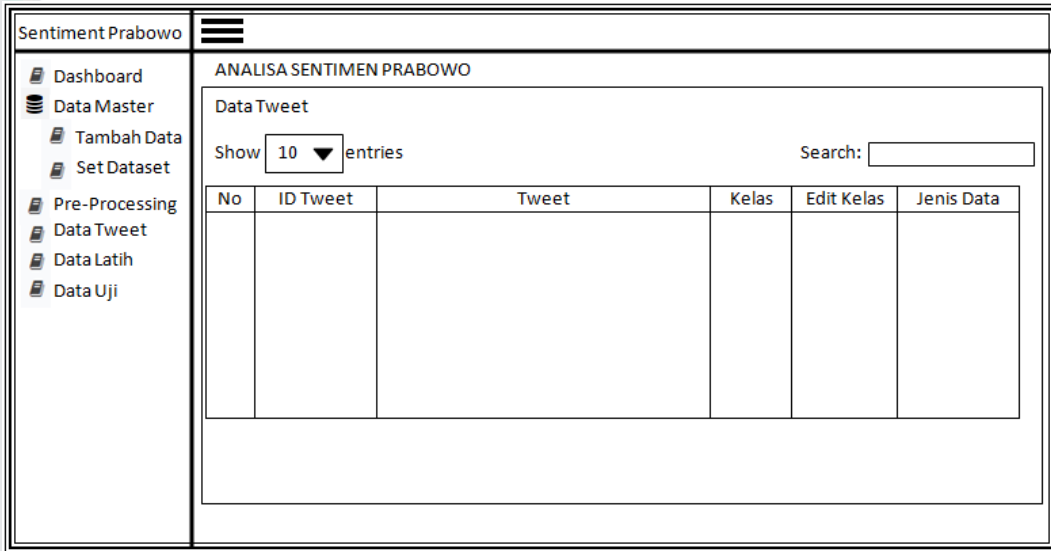 Sentiment Prabowo
Dashboard
Data Master
Tambah Data
Set Dataset
Pre-Processing
Data Tweet
Data Latih
Data Uji
ANALISA SENTIMEN PRABOWO
Data Tweet
Show 10 entries Search:
No ID Tweet Tweet Kelas Edit Kelas Jenis Data